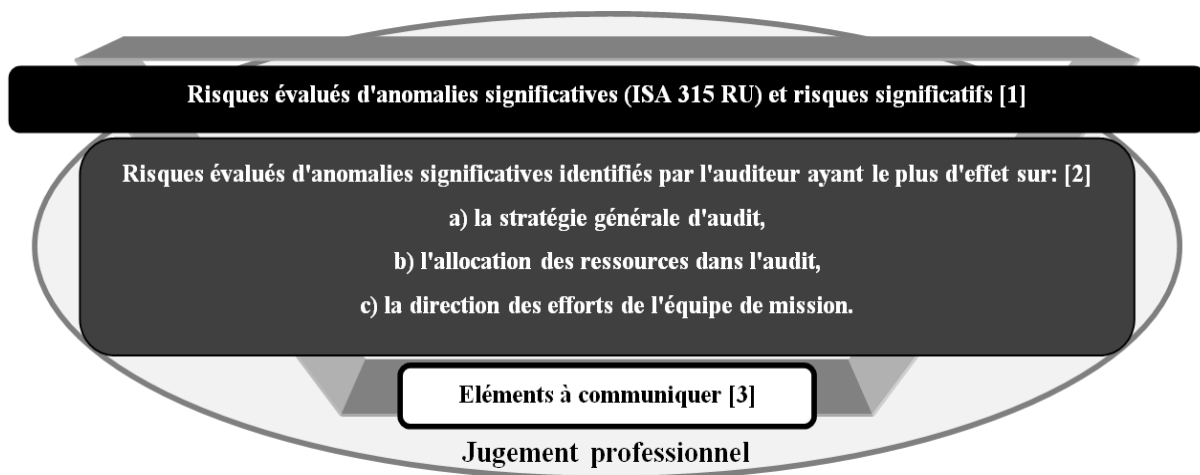 Risques évalués d'anomalies significatives (ISA 315 RU) et risques significatifs [1]
Risques évalués d'anomalies significatives identifiés par l'auditeur ayant le plus d'effet sur: [2]
a) la stratégie générale d'audit,
b) l'allocation des ressources dans l'audit,
c) la direction des efforts de l'équipe de mission.
Eléments à communiquer [3]
Jugement professionnel